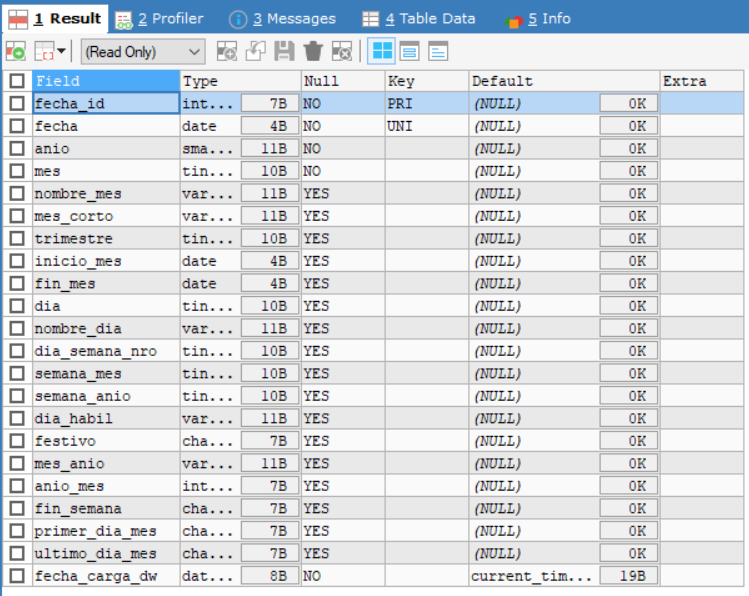 1 Result 2 Profiler 3 Messages 4 Table Data 5 Info
(Read Only)
Field Type Null Key Default Extra
fecha_id int... 7B NO PRI (NULL) 0K
fecha date 4B NO UNI (NULL) 0K
anio sma... 11B NO (NULL) 0K
mes tin... 10B NO (NULL) 0K
nombre_mes var... 11B YES (NULL) 0K
mes_corto var... 11B YES (NULL) 0K
trimestre tin... 10B YES (NULL) 0K
inicio_mes date 4B YES (NULL) 0K
fin_mes date 4B YES (NULL) 0K
dia tin... 10B YES (NULL) 0K
nombre_dia var... 11B YES (NULL) 0K
dia_semana_nro tin... 10B YES (NULL) 0K
semana_mes tin... 10B YES (NULL) 0K
semana_anio tin... 10B YES (NULL) 0K
dia_habil var... 11B YES (NULL) 0K
festivo cha... 7B YES (NULL) 0K
mes_anio var... 11B YES (NULL) 0K
anio_mes int... 7B YES (NULL) 0K
fin_semana cha... 7B YES (NULL) 0K
primer_dia_mes cha... 7B YES (NULL) 0K
ultimo_dia_mes cha... 7B YES (NULL) 0K
fecha_carga_dw dat... 8B NO current_tim... 19B